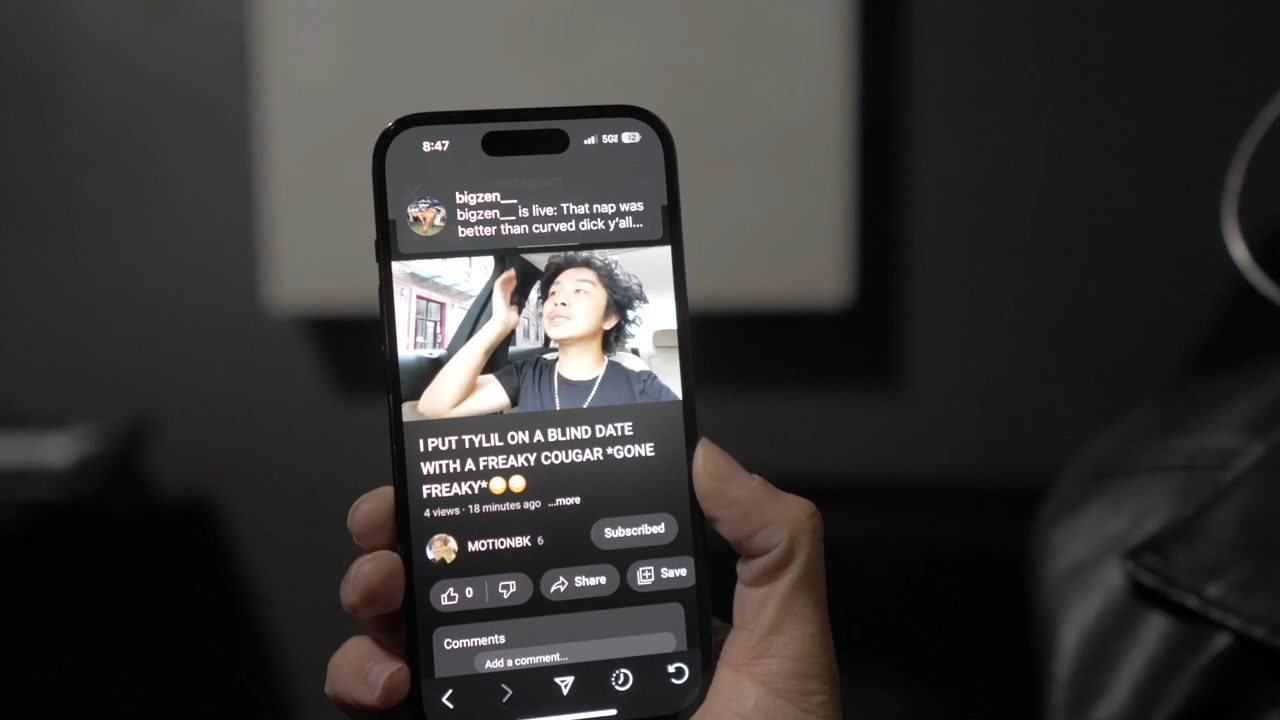 8:47
5G
42
Instagram
bigzen__
bigzen__ is live: That nap was
better than curved dick y'all...
I PUT TYLIL ON A BLIND DATE
WITH A FREAKY COUGAR *GONE
FREAKY*😳😳
4 views · 18 minutes ago ...more
MOTIONBK 6
Subscribed
0
Share
Save
Comments
Add a comment...